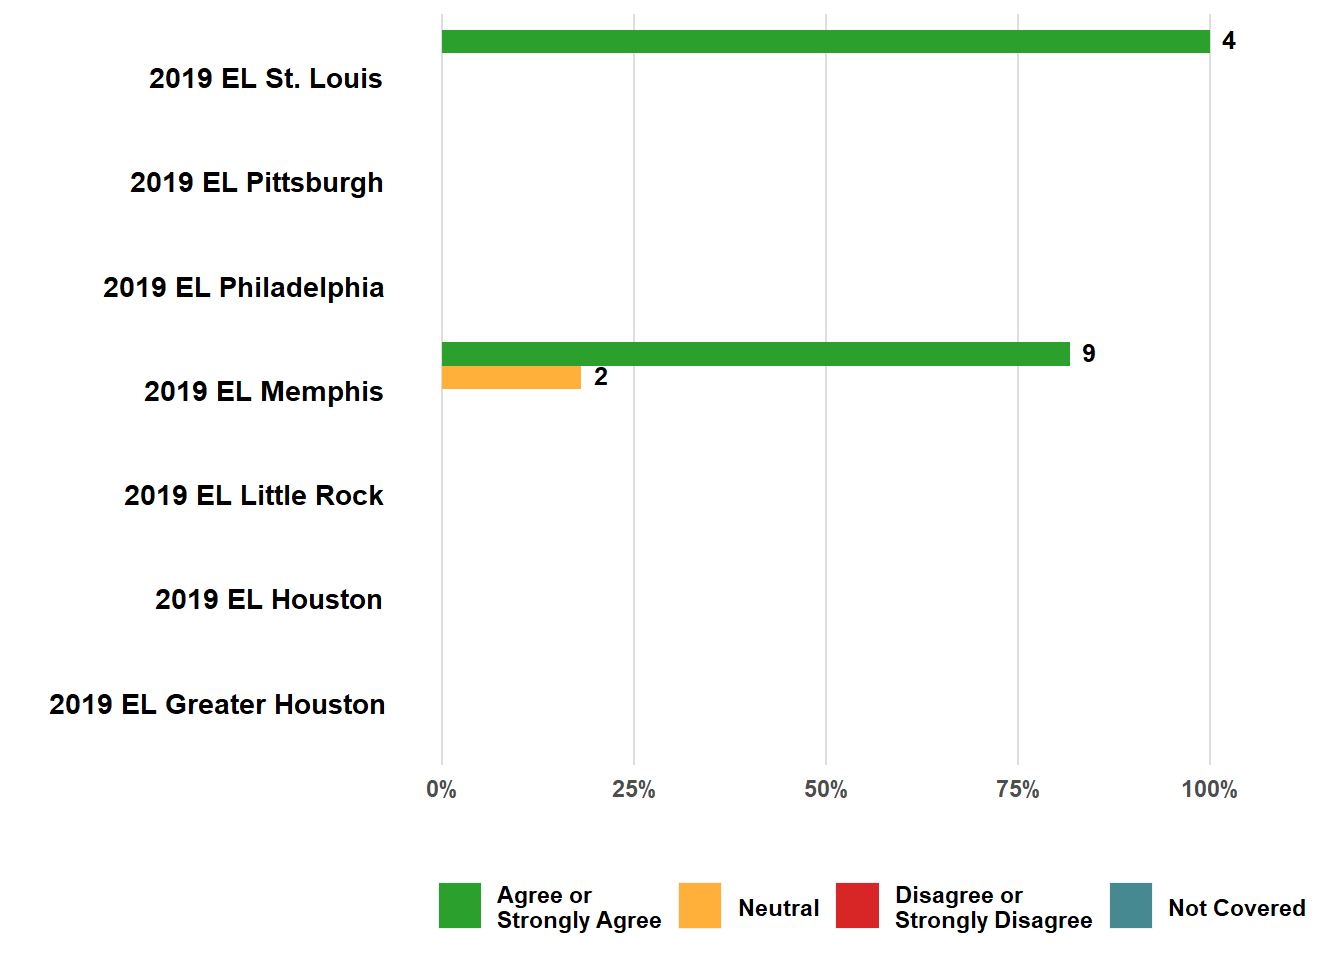 4
2019 EL St. Louis
2019 EL Pittsburgh
2019 EL Philadelphia
9
2
2019 EL Memphis
2019 EL Little Rock
2019 EL Houston
2019 EL Greater Houston
0% 25% 50% 75% 100%
Agree or
Strongly Agree
Neutral
Disagree or
Strongly Disagree
Not Covered